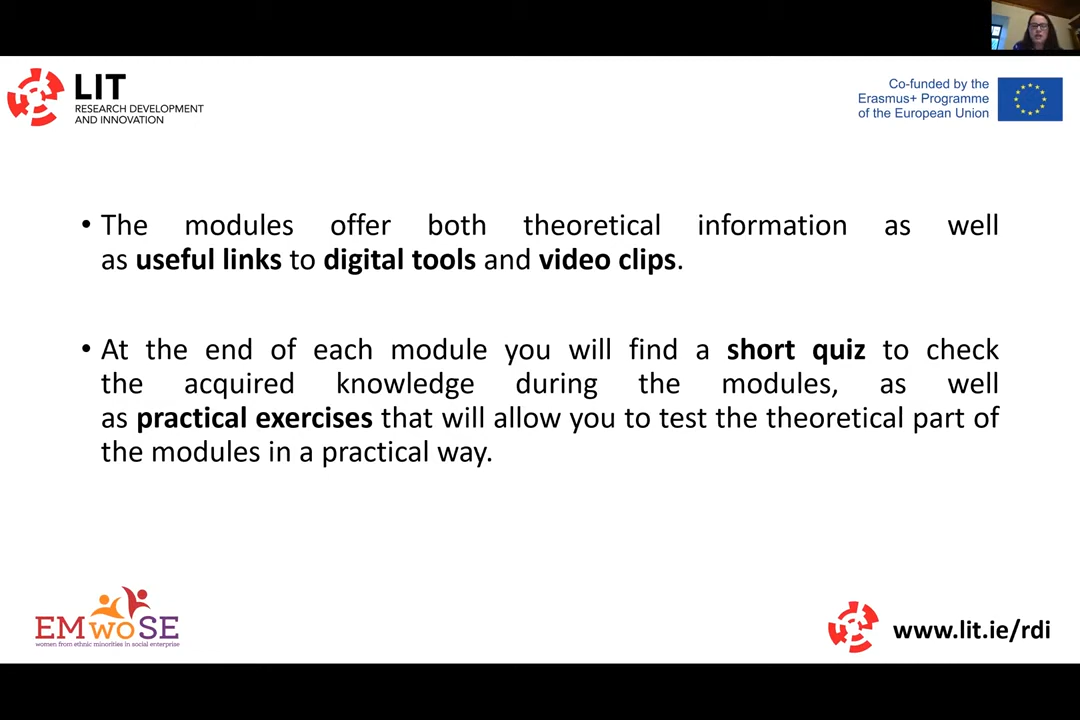 LIT
RESEARCH DEVELOPMENT
AND INNOVATION
Co-funded by the
Erasmus+ Programme
of the European Union
• The modules offer both theoretical information as well
as useful links to digital tools and video clips.
• At the end of each module you will find a short quiz to check
the acquired knowledge during the modules, as well
as practical exercises that will allow you to test the theoretical part of
the modules in a practical way.
EMWOSE
women from ethnic minorities in social enterprise
www.lit.ie/rdi